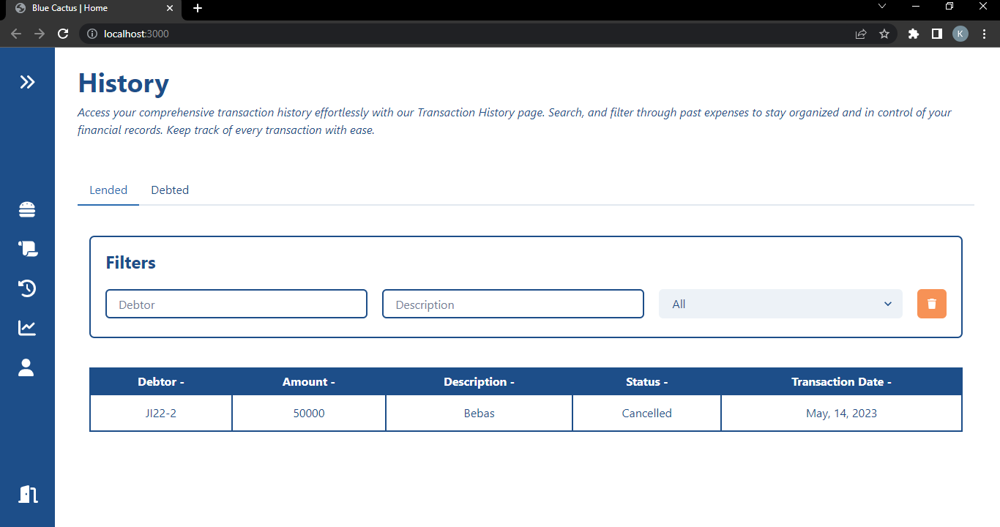 Blue Cactus | Home
localhost:3000
K
History
Access your comprehensive transaction history effortlessly with our Transaction History page. Search, and filter through past expenses to stay organized and in control of your
financial records. Keep track of every transaction with ease.
Lended Debted
Filters
Debtor Description All
Debtor - Amount - Description - Status - Transaction Date -
JI22-2 50000 Bebas Cancelled May, 14, 2023